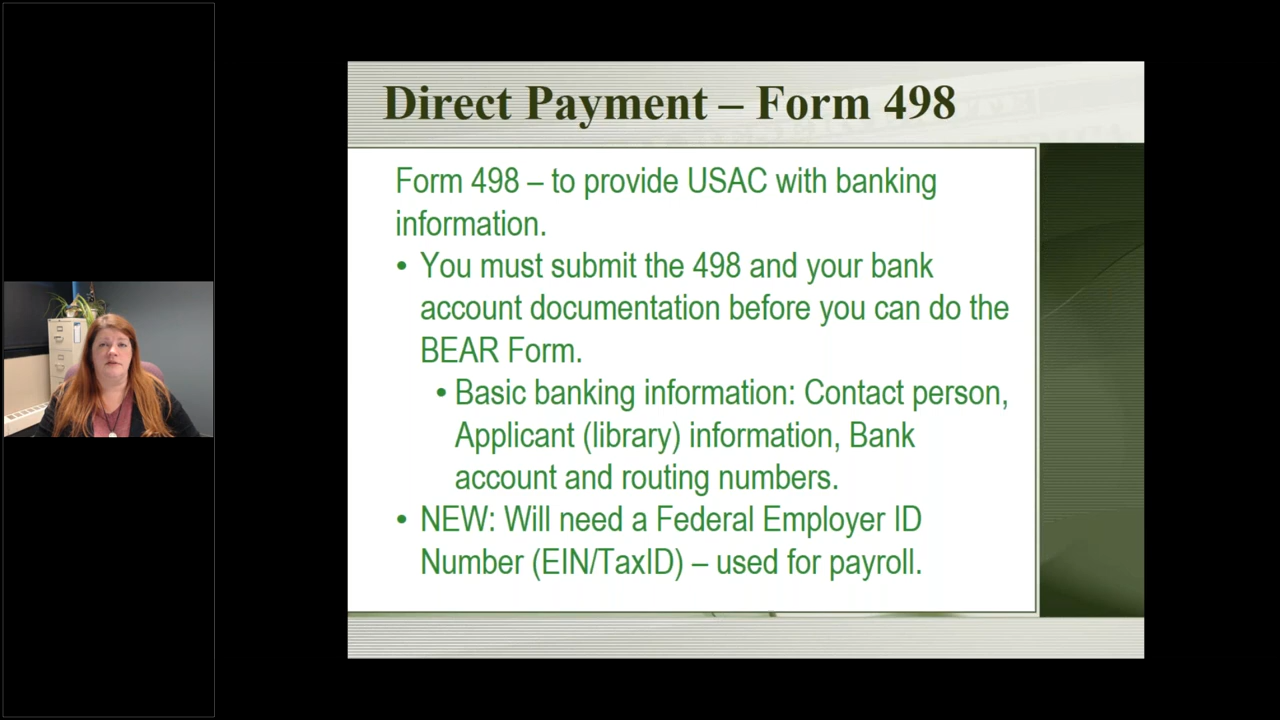 Direct Payment – Form 498
Form 498 – to provide USAC with banking
information.
• You must submit the 498 and your bank
account documentation before you can do the
BEAR Form.
• Basic banking information: Contact person,
Applicant (library) information, Bank
account and routing numbers.
• NEW: Will need a Federal Employer ID
Number (EIN/TaxID) – used for payroll.